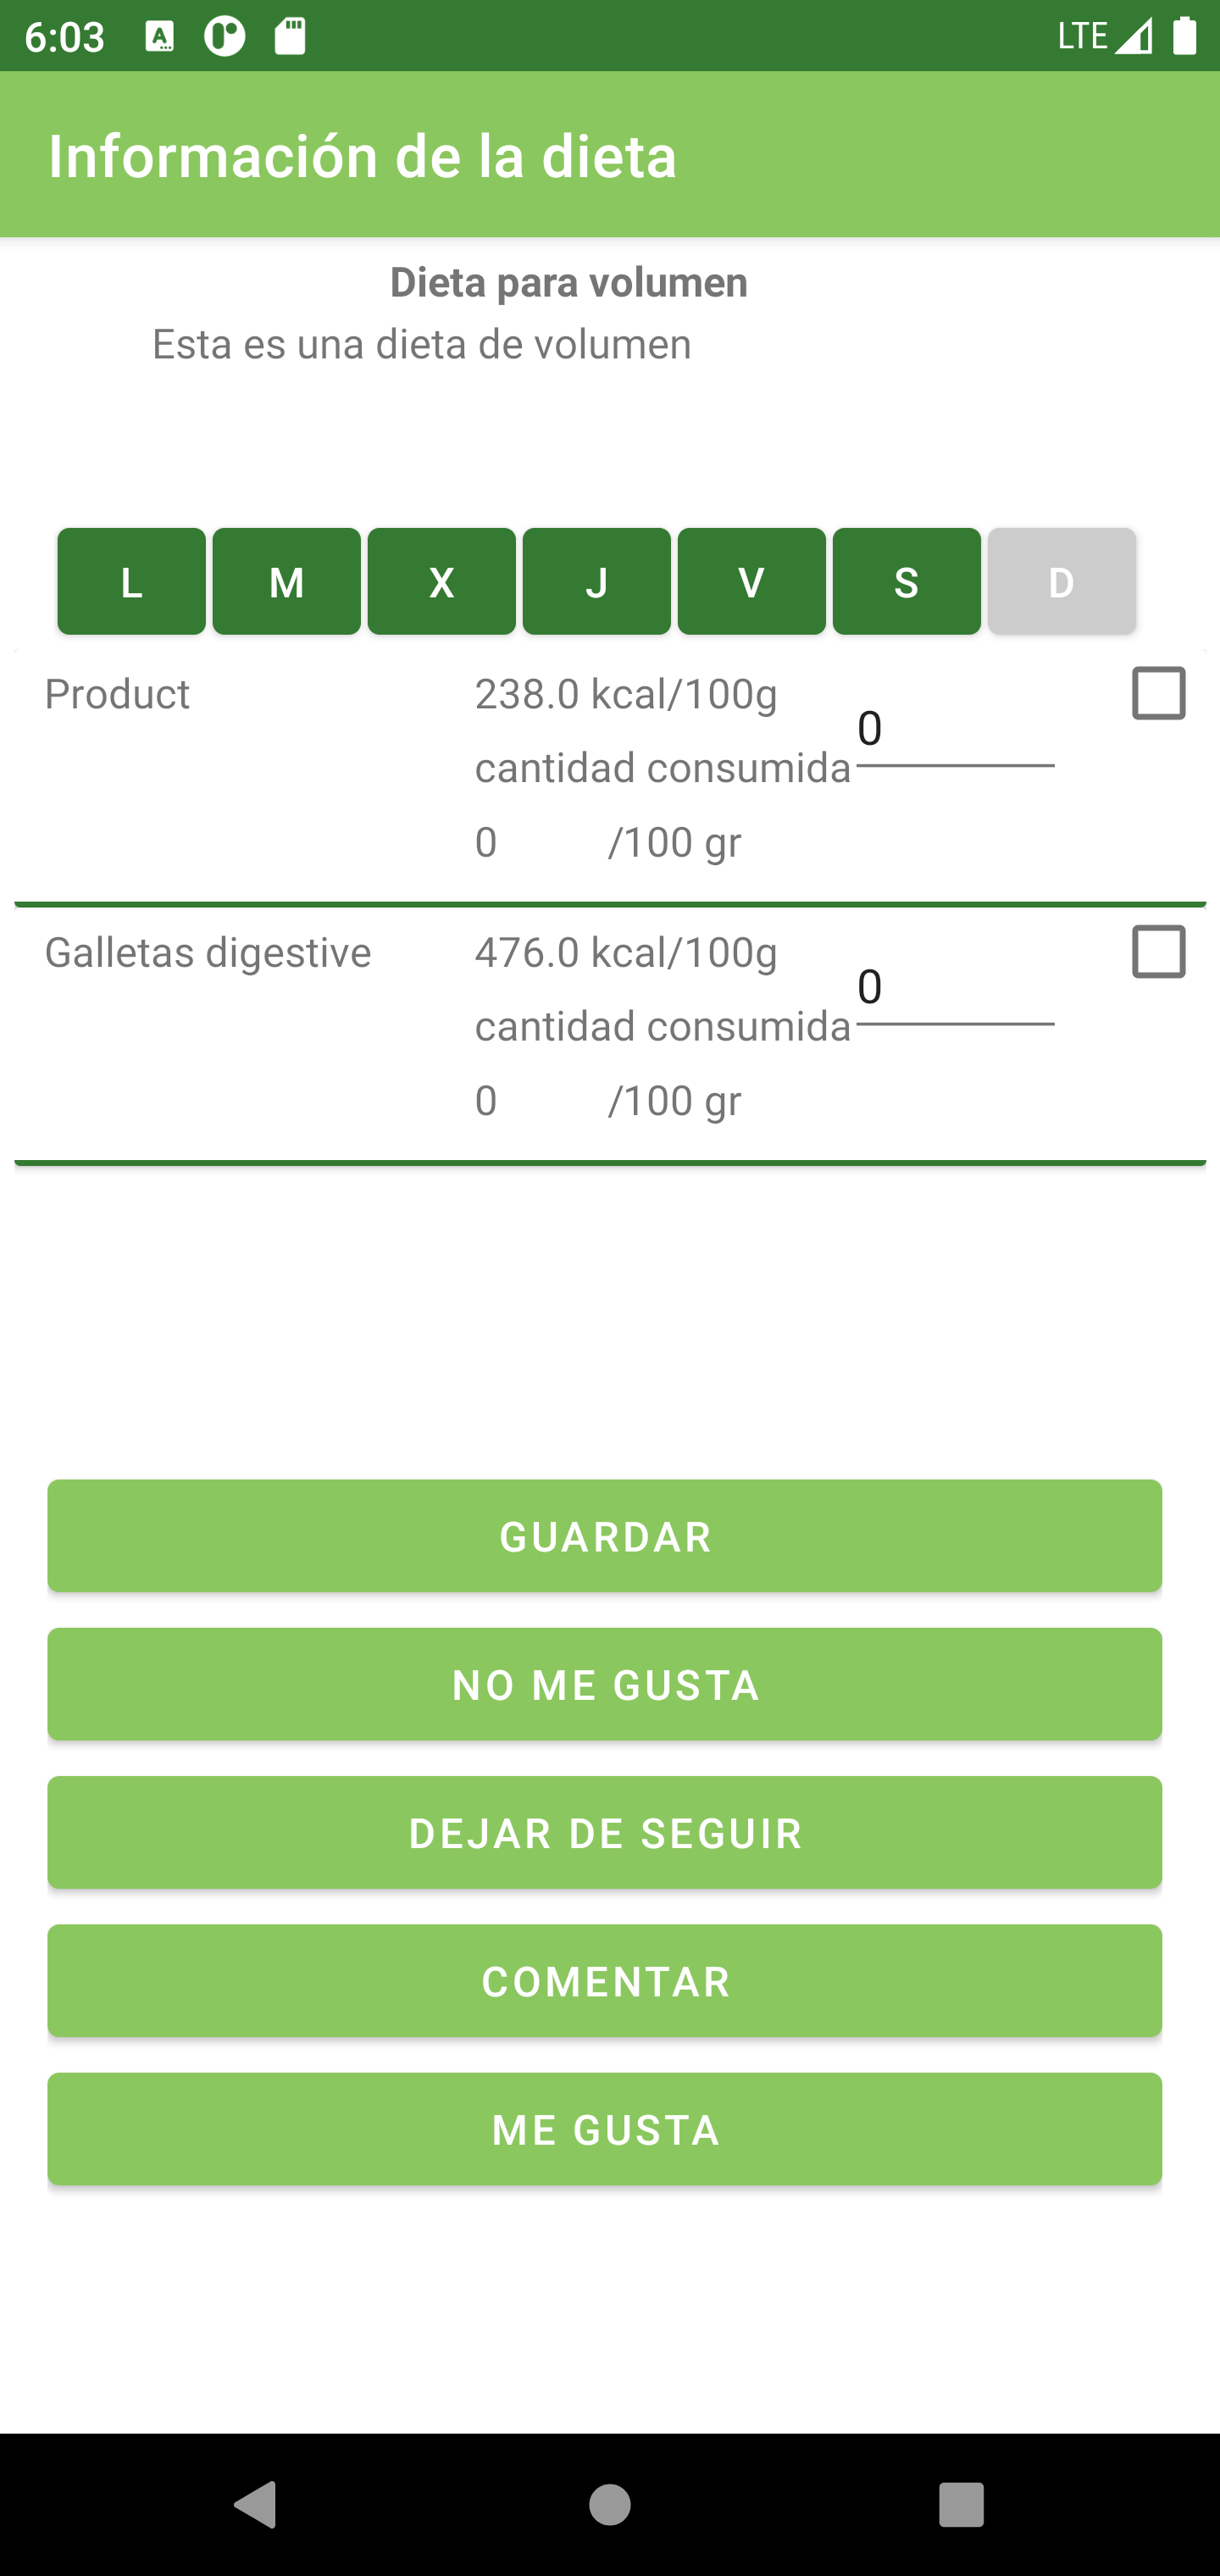 6:03 LTE
Información de la dieta
Dieta para volumen
Esta es una dieta de volumen
L M X J V S D
Product 238.0 kcal/100g
cantidad consumida 0
0 /100 gr
Galletas digestive 476.0 kcal/100g
cantidad consumida 0
0 /100 gr
GUARDAR
NO ME GUSTA
DEJAR DE SEGUIR
COMENTAR
ME GUSTA